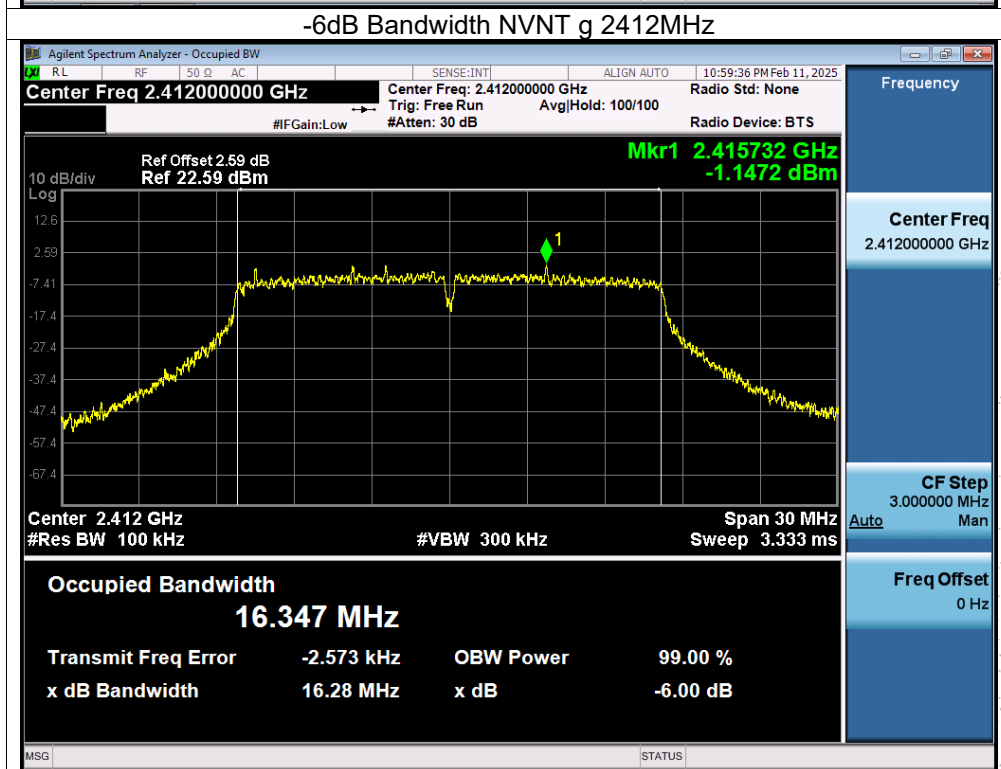 -6dB Bandwidth NVNT g 2412MHz
Agilent Spectrum Analyzer - Occupied BW
LXI RL RF 50 Ω AC SENSE:INT ALIGN AUTO 10:59:36 PM Feb 11, 2025
Center Freq 2.412000000 GHz
Center Freq: 2.412000000 GHz Radio Std: None
Trig: Free Run Avg|Hold: 100/100
#IFGain:Low #Atten: 30 dB Radio Device: BTS
Frequency
Mkr1 2.415732 GHz
-1.1472 dBm
Ref Offset 2.59 dB
10 dB/div Ref 22.59 dBm
Log
12.6
2.59
-7.41
-17.4
-27.4
-37.4
-47.4
-57.4
-67.4
1
Center 2.412 GHz Span 30 MHz
#Res BW 100 kHz #VBW 300 kHz Sweep 3.333 ms
Center Freq
2.412000000 GHz
CF Step
3.000000 MHz
Auto Man
Freq Offset
0 Hz
Occupied Bandwidth
16.347 MHz
Transmit Freq Error -2.573 kHz OBW Power 99.00 %
x dB Bandwidth 16.28 MHz x dB -6.00 dB
MSG STATUS